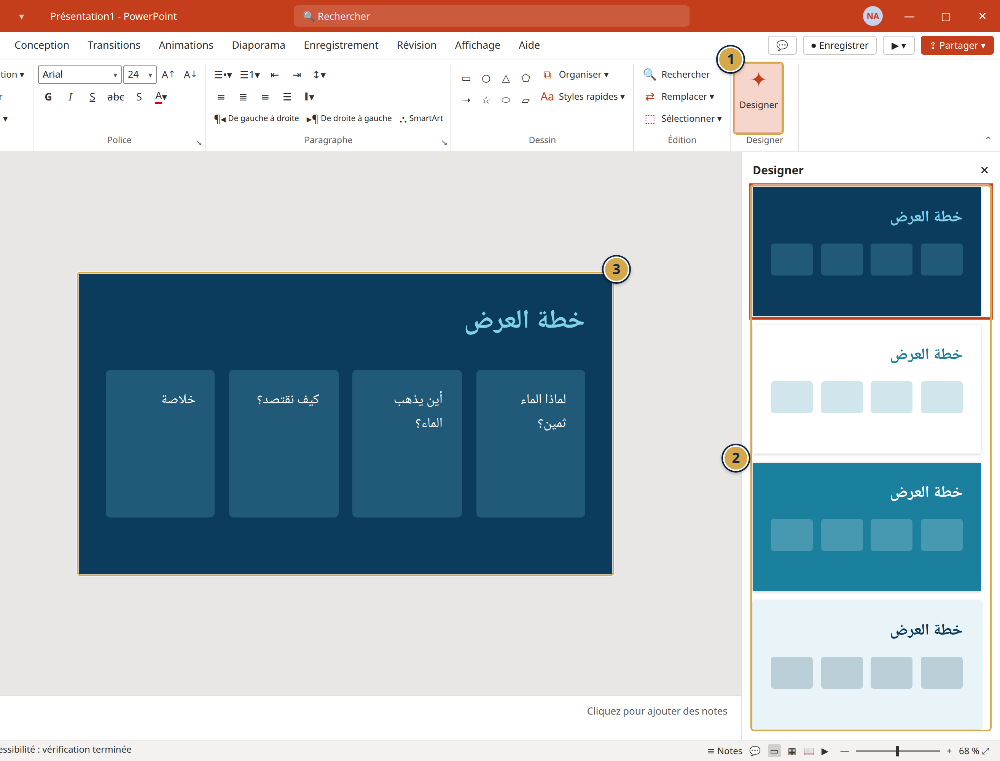 Présentation1 - PowerPoint
Rechercher
NA
Conception Transitions Animations Diaporama Enregistrement Révision Affichage Aide
Enregistrer
Partager
1
tion
Arial 24
Organiser
Rechercher
Designer
r
G I S abc S A
Aa Styles rapides
Remplacer
De gauche à droite De droite à gauche SmartArt
Sélectionner
Police Paragraphe Dessin Édition Designer
Designer
3
خطة العرض
لماذا الماء
ثمين؟
أين يذهب
الماء؟
كيف نقتصد؟
خلاصة
2
خطة العرض
خطة العرض
خطة العرض
خطة العرض
Cliquez pour ajouter des notes
essibilité : vérification terminée
Notes
68 %